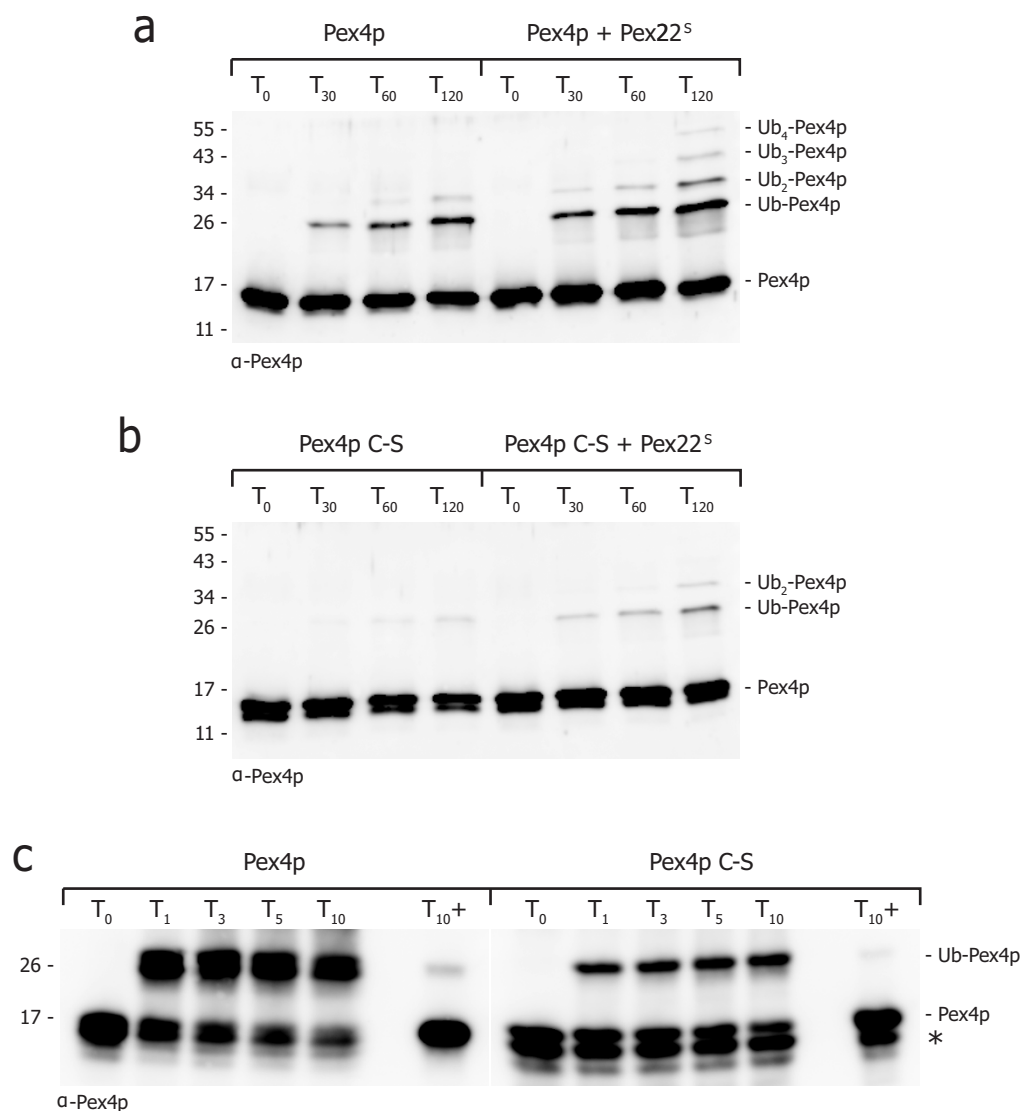 a
Pex4p Pex4p + Pex22ˢ
T₀ T₃₀ T₆₀ T₁₂₀ T₀ T₃₀ T₆₀ T₁₂₀
55 - - Ub₄-Pex4p
43 - - Ub₃-Pex4p
34 - - Ub₂-Pex4p
26 - - Ub-Pex4p
17 - - Pex4p
11 -
ɑ-Pex4p
b
Pex4p C-S Pex4p C-S + Pex22ˢ
T₀ T₃₀ T₆₀ T₁₂₀ T₀ T₃₀ T₆₀ T₁₂₀
55 -
43 - - Ub₂-Pex4p
34 - - Ub-Pex4p
26 -
17 - - Pex4p
11 -
ɑ-Pex4p
c
Pex4p Pex4p C-S
T₀ T₁ T₃ T₅ T₁₀ T₁₀+ T₀ T₁ T₃ T₅ T₁₀ T₁₀+
26 - - Ub-Pex4p
17 - - Pex4p
*
ɑ-Pex4p